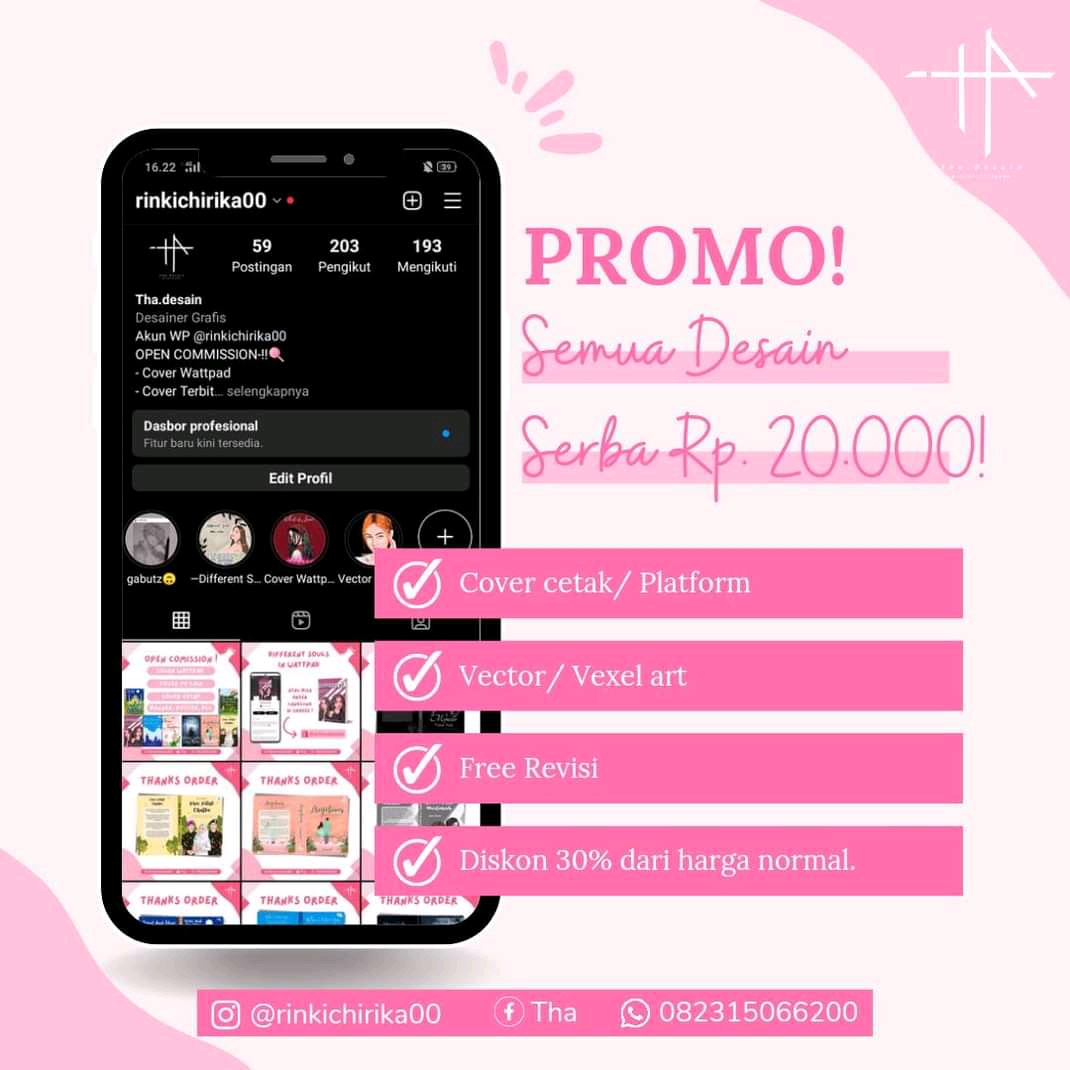 16.22
39
rinkichirika00
59
203
193
Postingan
Pengikut
Mengikuti
Tha.desain
Desainer Grafis
Akun WP @rinkichirika00
OPEN COMMISSION-!!
- Cover Wattpad
- Cover Terbit... selengkapnya
Dasbor profesional
Fitur baru kini tersedia.
Edit Profil
gabutz
—Different S...
Cover Wattp...
Vector
OPEN COMISSION!
DIFFERENT SOULS
IN WATTPAD
THANKS ORDER
THANKS ORDER
THANKS ORDER
THANKS ORDER
THANKS ORDER
PROMO!
Semua Desain
Serba Rp. 20.000!
Cover cetak/ Platform
Vector/ Vexel art
Free Revisi
Diskon 30% dari harga normal.
@rinkichirika00
Tha
082315066200